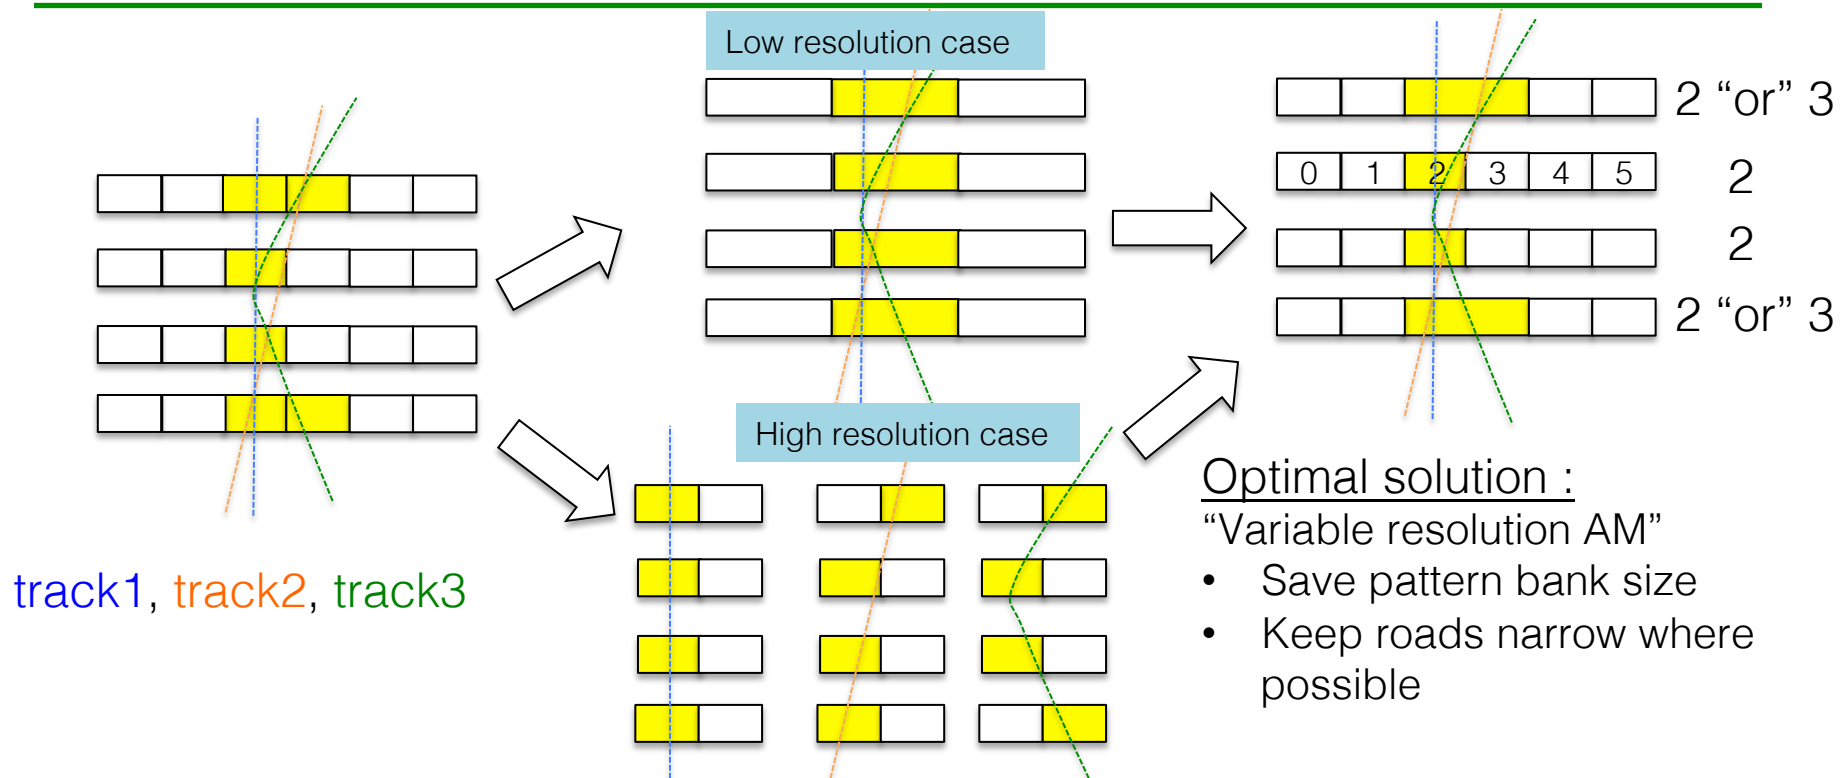 Low resolution case
2 “or” 3
0 1 2 3 4 5 2
2
2 “or” 3
High resolution case
track1, track2, track3
Optimal solution :
“Variable resolution AM”
• Save pattern bank size
• Keep roads narrow where
possible